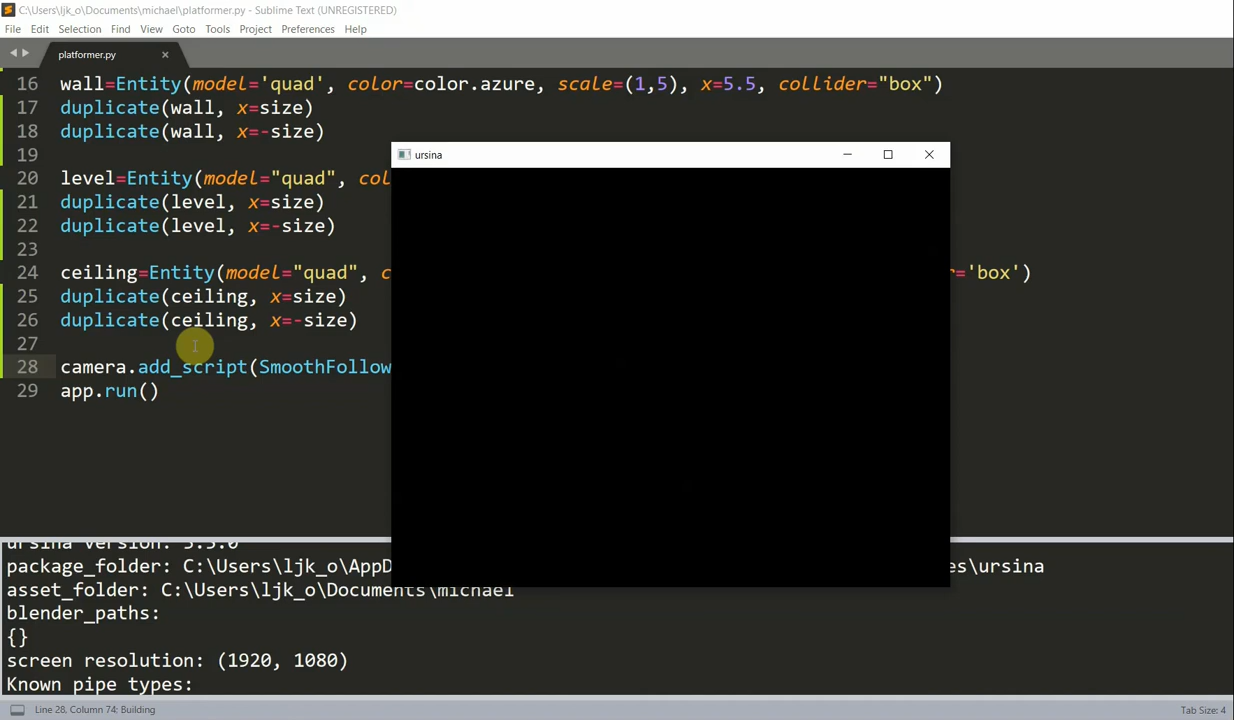 C:\Users\ljk_o\Documents\michael\platformer.py - Sublime Text (UNREGISTERED)
File Edit Selection Find View Goto Tools Project Preferences Help
platformer.py
16 wall=Entity(model='quad', color=color.azure, scale=(1,5), x=5.5, collider="box")
17 duplicate(wall, x=size)
18 duplicate(wall, x=-size)
19
ursina
20 level=Entity(model="quad", col
21 duplicate(level, x=size)
22 duplicate(level, x=-size)
23
24 ceiling=Entity(model="quad", c r='box')
25 duplicate(ceiling, x=size)
26 duplicate(ceiling, x=-size)
27
28 camera.add_script(SmoothFollow
29 app.run()
ursina version: 5.5.0
package_folder: C:\Users\ljk_o\AppD es\ursina
asset_folder: C:\Users\ljk_o\Documents\michael
blender_paths:
{}
screen resolution: (1920, 1080)
Known pipe types:
Line 28, Column 74; Building Tab Size: 4